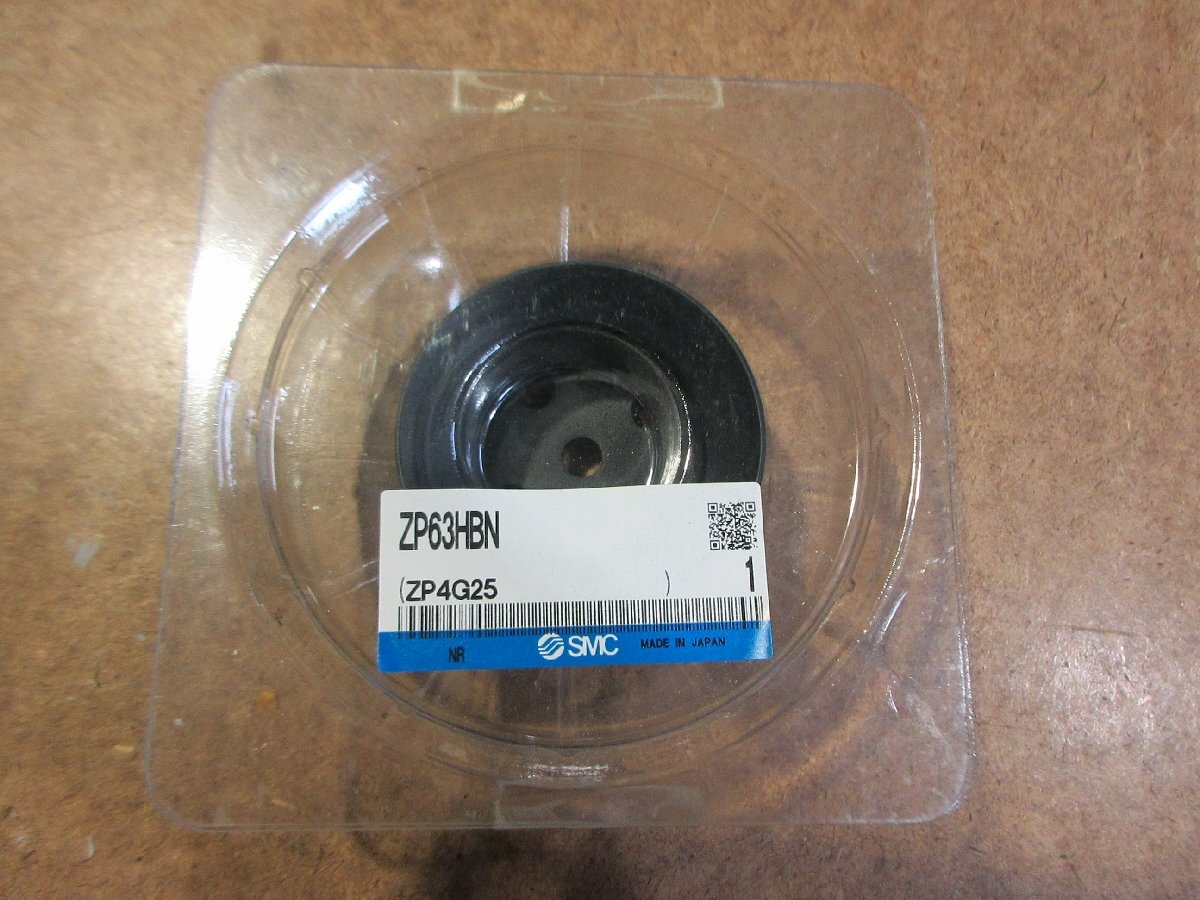 ZP63HBN
(ZP4G25 )
1
NR SMC MADE IN JAPAN